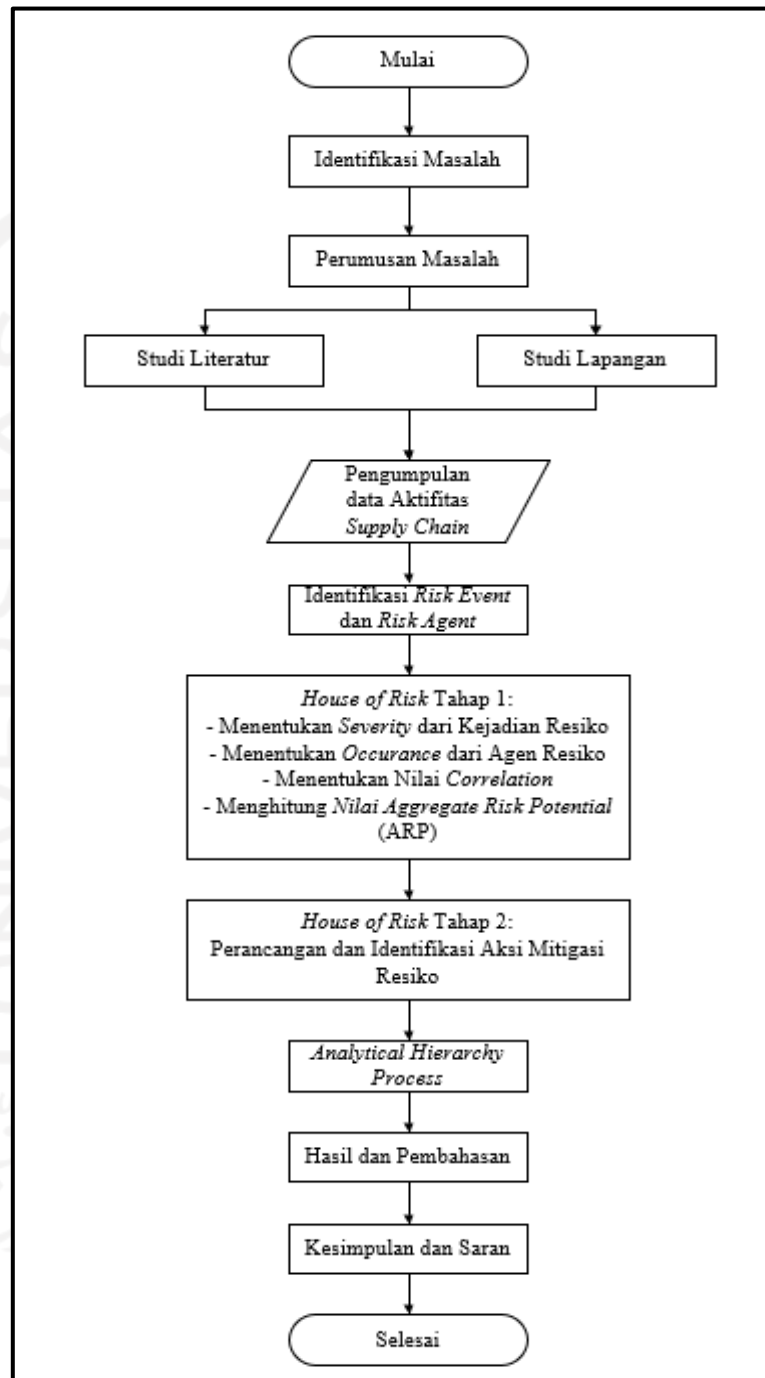 Mulai
Identifikasi Masalah
Perumusan Masalah
Studi Literatur
Studi Lapangan
Pengumpulan
data Aktifitas
Supply Chain
Identifikasi Risk Event
dan Risk Agent
House of Risk Tahap 1:
- Menentukan Severity dari Kejadian Resiko
- Menentukan Occurance dari Agen Resiko
- Menentukan Nilai Correlation
- Menghitung Nilai Aggregate Risk Potential
(ARP)
House of Risk Tahap 2:
Perancangan dan Identifikasi Aksi Mitigasi
Resiko
Analytical Hierarchy
Process
Hasil dan Pembahasan
Kesimpulan dan Saran
Selesai